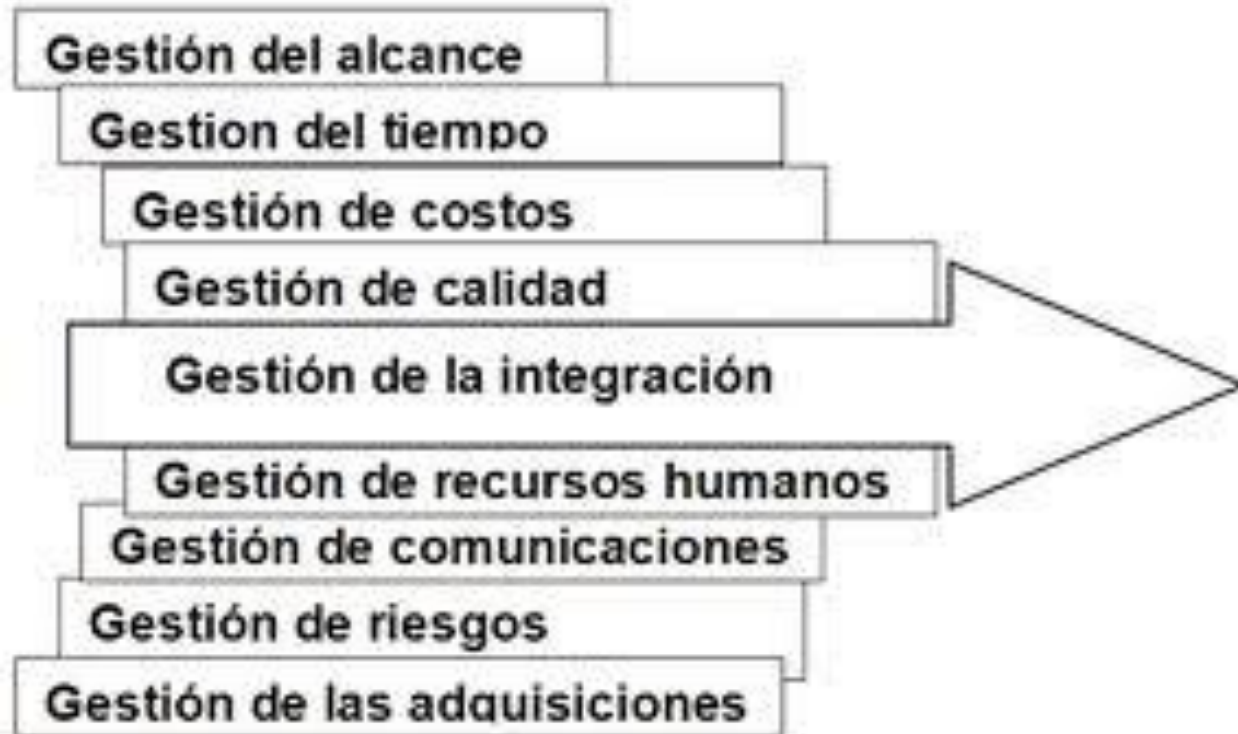 Gestión del alcance
Gestion del tiempo
Gestión de costos
Gestión de calidad
Gestión de la integración
Gestión de recursos humanos
Gestión de comunicaciones
Gestión de riesgos
Gestión de las adquisiciones